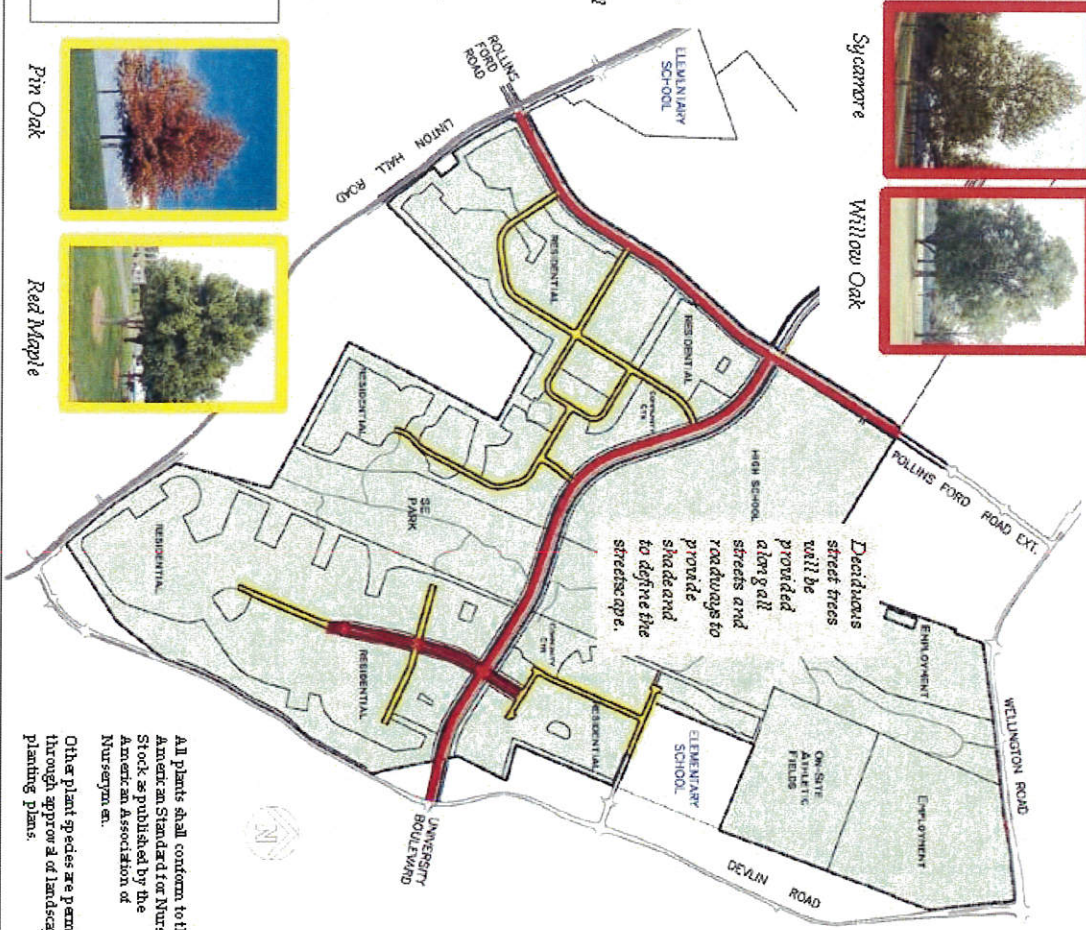 Sycamore
Willow Oak
Pin Oak
Red Maple
ELEMENTARY
SCHOOL
ROLLINS
FORD
ROAD
LINTON HALL ROAD
RESIDENTIAL
RESIDENTIAL
COMMUNITY
CTR
RESIDENTIAL
HIGH SCHOOL
ROLLINS FORD ROAD EXT.
Deciduous
street trees
will be
provided
along all
streets and
roadways to
provide
shade and
to define the
streetscape.
SE
PARK
RESIDENTIAL
RESIDENTIAL
COMMUNITY
CTR
RESIDENTIAL
ELEMENTARY
SCHOOL
EMPLOYMENT
ON-SITE
ATHLETIC
FIELDS
EMPLOYMENT
WELLINGTON ROAD
DEVLIN ROAD
UNIVERSITY
BOULEVARD
N
All plants shall conform to th
American Standard for Nurs
Stock as published by the
American Association of
Nurserymen.
Other plant species are perm
through approval of landsca
planting plans.